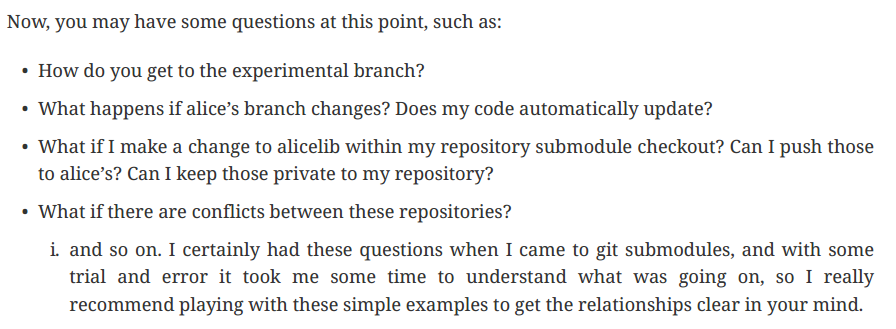 Now, you may have some questions at this point, such as:
• How do you get to the experimental branch?
• What happens if alice’s branch changes? Does my code automatically update?
• What if I make a change to alicelib within my repository submodule checkout? Can I push those
to alice’s? Can I keep those private to my repository?
• What if there are conflicts between these repositories?
i. and so on. I certainly had these questions when I came to git submodules, and with some
trial and error it took me some time to understand what was going on, so I really
recommend playing with these simple examples to get the relationships clear in your mind.